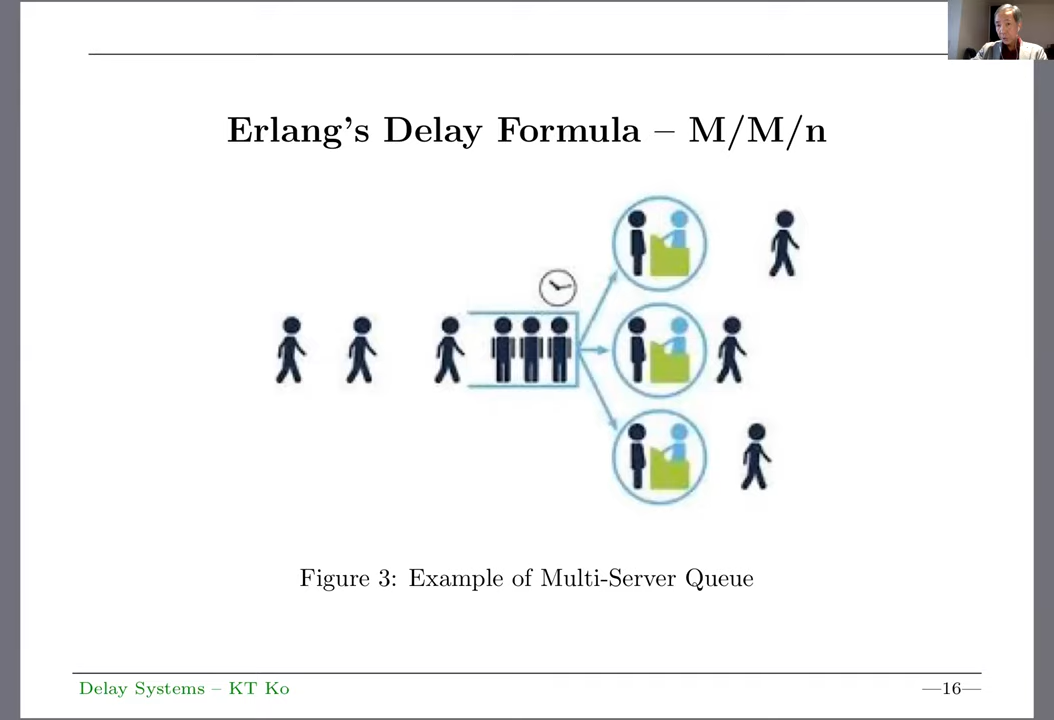 Erlang's Delay Formula – M/M/n
Figure 3: Example of Multi-Server Queue
Delay Systems – KT Ko
—16—